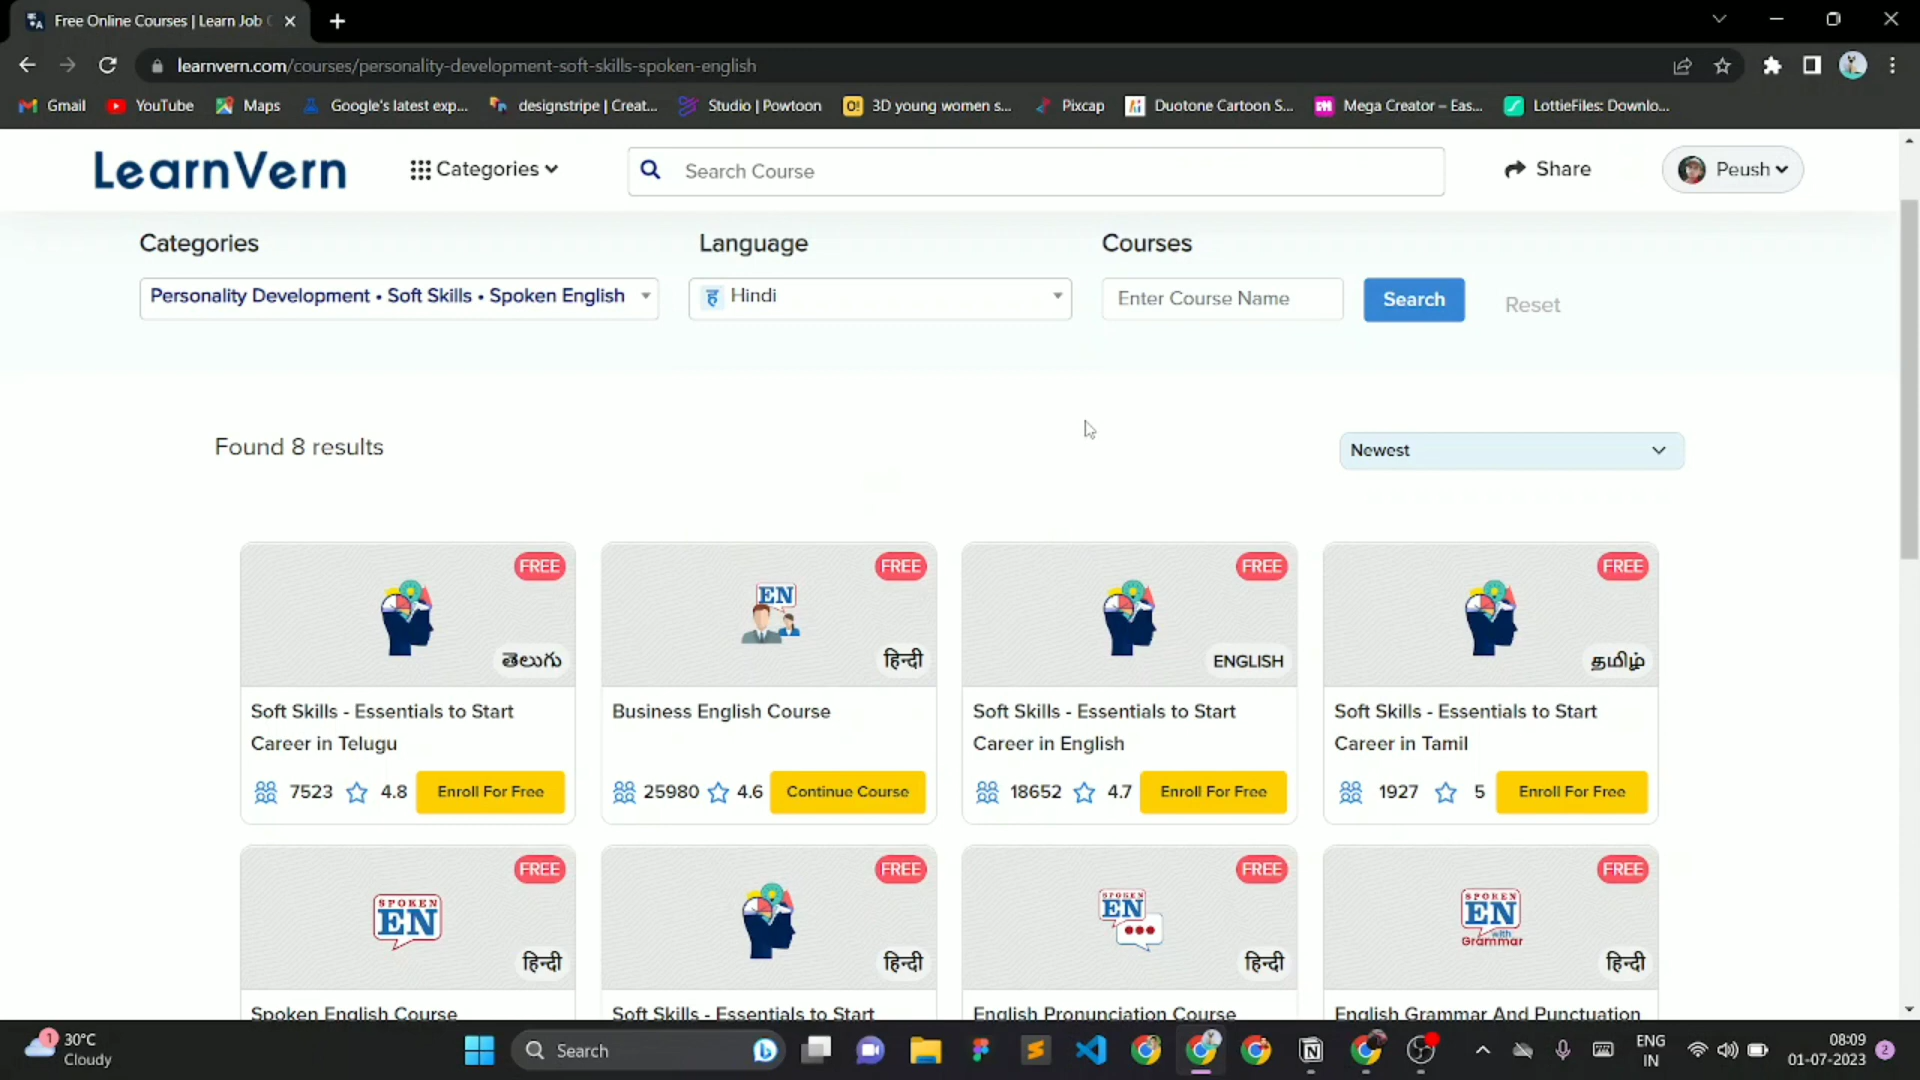 Free Online Courses | Learn Job
learnvern.com/courses/personality-development-soft-skills-spoken-english
Gmail
YouTube
Maps
Google's latest exp...
designstripe | Creat...
Studio | Powtoon
3D young women s...
Pixcap
Duotone Cartoon S...
Mega Creator – Eas...
LottieFiles: Downlo...
LearnVern
Categories
Search Course
Share
Peush
Categories
Language
Courses
Personality Development • Soft Skills • Spoken English
ह Hindi
Enter Course Name
Search
Reset
Found 8 results
Newest
FREE
తెలుగు
Soft Skills - Essentials to Start
Career in Telugu
7523 4.8 Enroll For Free
FREE
EN
हिन्दी
Business English Course
25980 4.6 Continue Course
FREE
ENGLISH
Soft Skills - Essentials to Start
Career in English
18652 4.7 Enroll For Free
FREE
தமிழ்
Soft Skills - Essentials to Start
Career in Tamil
1927 5 Enroll For Free
FREE
SPOKEN
EN
हिन्दी
Spoken English Course
FREE
हिन्दी
Soft Skills - Essentials to Start
FREE
SPOKEN
EN
हिन्दी
English Pronunciation Course
FREE
SPOKEN
EN
with
Grammar
हिन्दी
English Grammar And Punctuation
1
30°C
Cloudy
Search
ENG
IN
08:09
01-07-2023
2